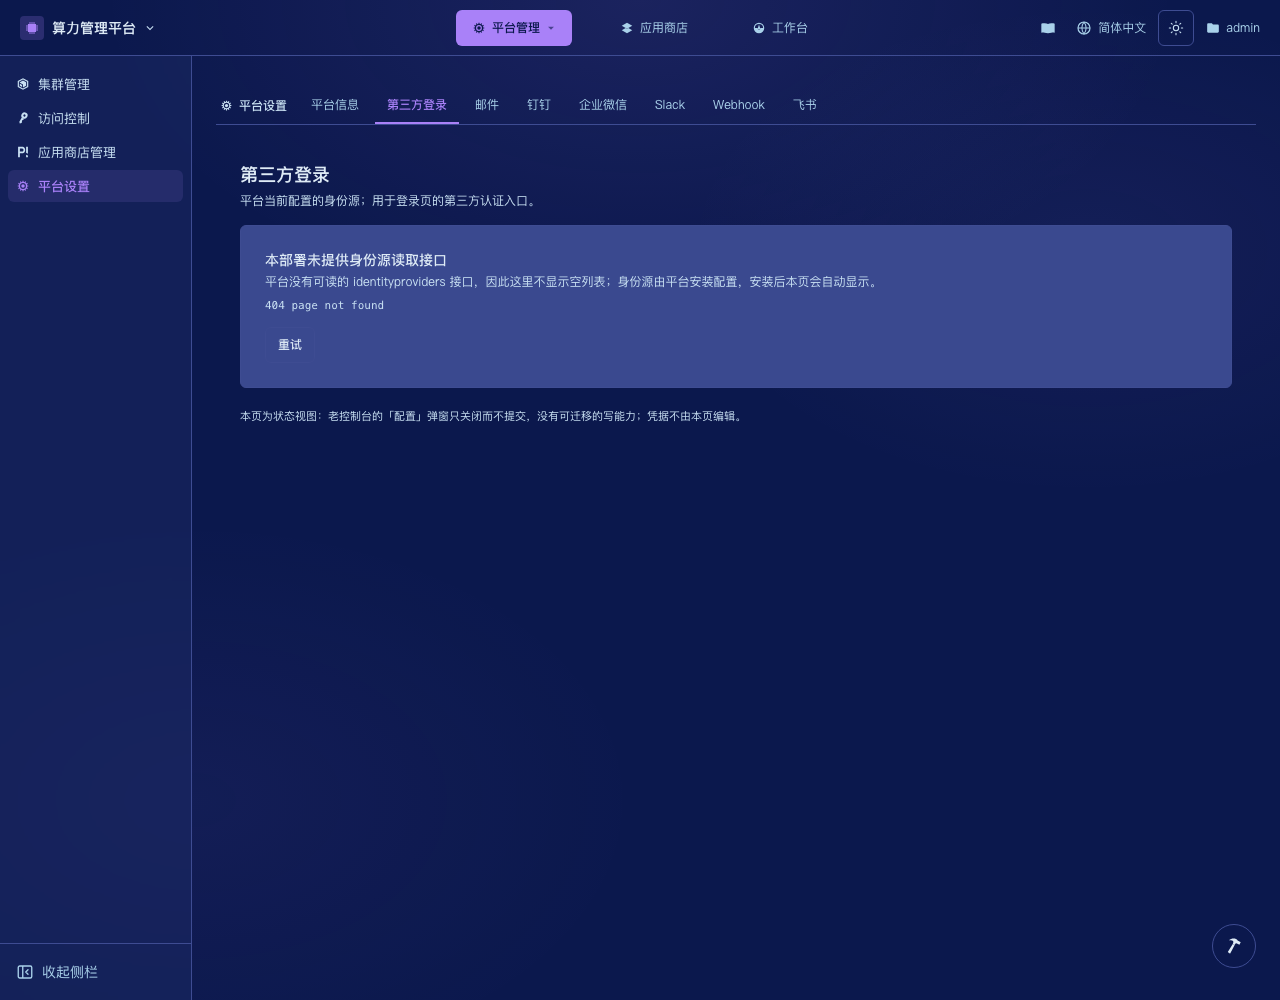 算力管理平台
平台管理
应用商店
工作台
简体中文
admin
集群管理
访问控制
应用商店管理
平台设置
平台设置
平台信息
第三方登录
邮件
钉钉
企业微信
Slack
Webhook
飞书
第三方登录
平台当前配置的身份源；用于登录页的第三方认证入口。
本部署未提供身份源读取接口
平台没有可读的 identityproviders 接口，因此这里不显示空列表；身份源由平台安装配置，安装后本页会自动显示。
404 page not found
重试
本页为状态视图：老控制台的「配置」弹窗只关闭而不提交，没有可迁移的写能力；凭据不由本页编辑。
收起侧栏